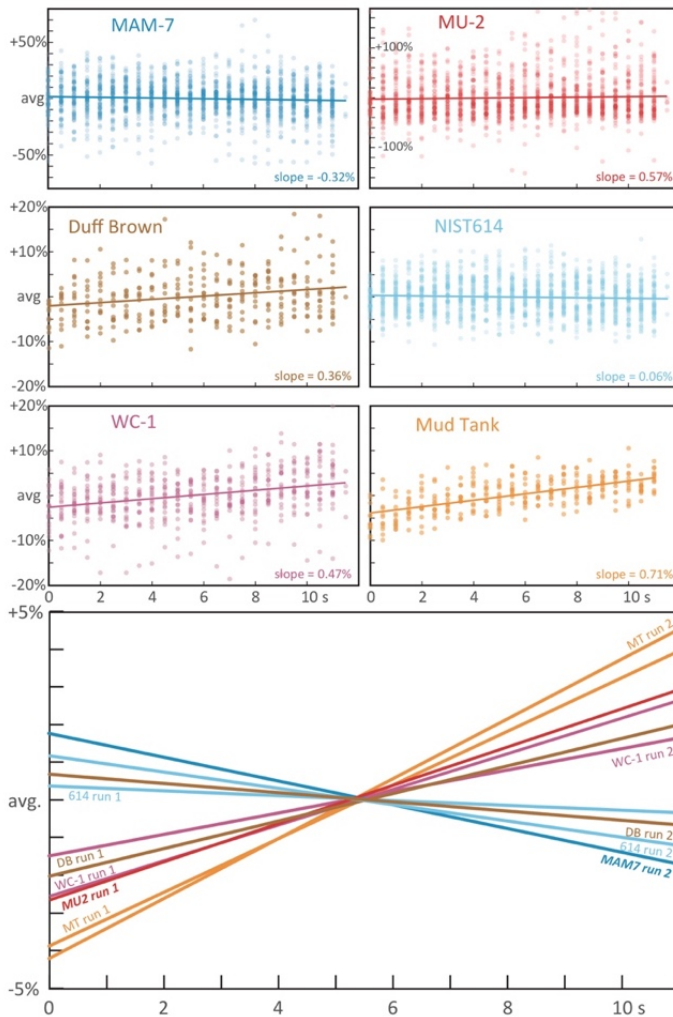 MAM-7
MU-2
+50%
avg
-50%
+100%
-100%
slope = -0.32%
slope = 0.57%
+20%
+10%
avg
-10%
-20%
Duff Brown
NIST614
slope = 0.36%
slope = 0.06%
+20%
+10%
avg
-10%
-20%
WC-1
Mud Tank
slope = 0.47%
slope = 0.71%
0 2 4 6 8 10 s
0 2 4 6 8 10 s
+5%
MT run 2
WC-1 run 2
avg.
614 run 1
DB run 2
614 run 2
MAM7 run 2
DB run 1
WC-1 run 1
MU2 run 1
MT run 1
-5%
0 2 4 6 8 10